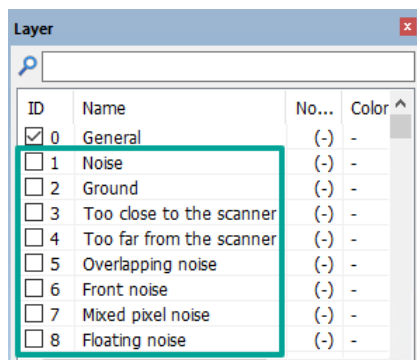 Layer
ID Name No... Color
0 General (-) -
1 Noise (-) -
2 Ground (-) -
3 Too close to the scanner (-) -
4 Too far from the scanner (-) -
5 Overlapping noise (-) -
6 Front noise (-) -
7 Mixed pixel noise (-) -
8 Floating noise (-) -